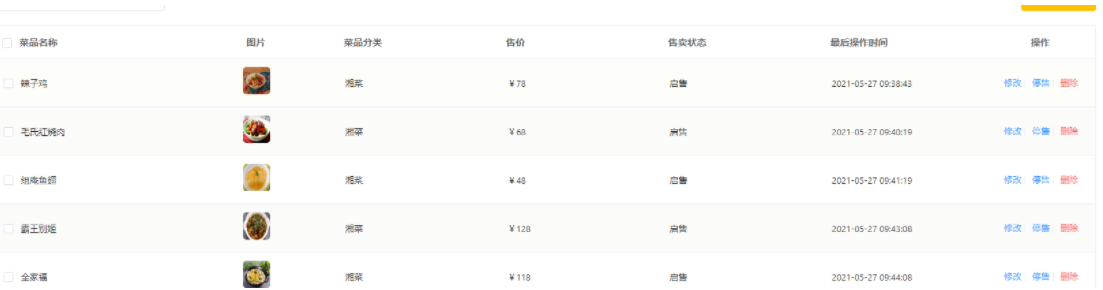 菜品名称 图片 菜品分类 售价 售卖状态 最后操作时间 操作
辣子鸡 湘菜 ¥78 启售 2021-05-27 09:38:43 修改 停售 删除
毛氏红烧肉 湘菜 ¥68 启售 2021-05-27 09:40:19 修改 停售 删除
组庵鱼翅 湘菜 ¥48 启售 2021-05-27 09:41:19 修改 停售 删除
霸王别姬 湘菜 ¥128 启售 2021-05-27 09:43:08 修改 停售 删除
全家福 湘菜 ¥118 启售 2021-05-27 09:44:08 修改 停售 删除